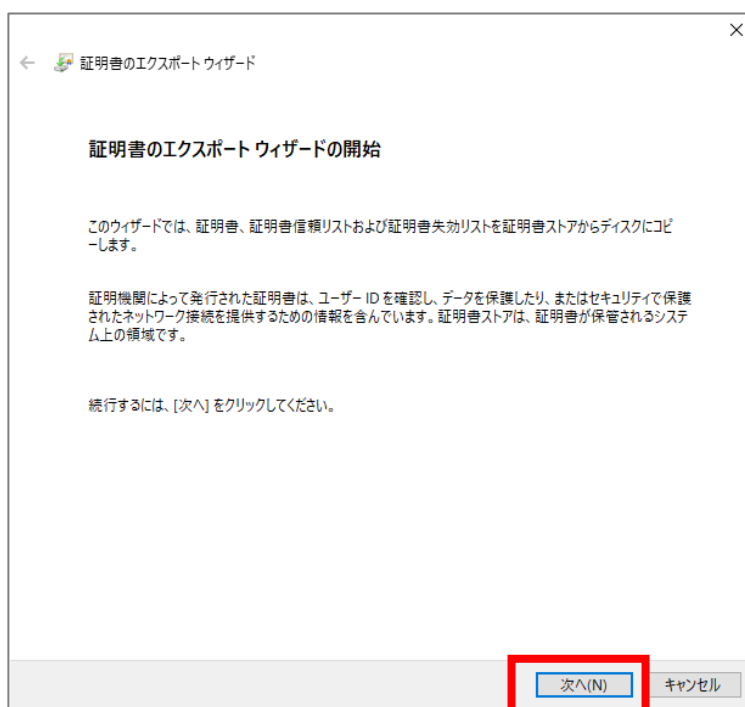 証明書のエクスポート ウィザード
証明書のエクスポート ウィザードの開始
このウィザードでは、証明書、証明書信頼リストおよび証明書失効リストを証明書ストアからディスクにコピ
ーします。
証明機関によって発行された証明書は、ユーザー ID を確認し、データを保護したり、またはセキュリティで保護
されたネットワーク接続を提供するための情報を含んでいます。証明書ストアは、証明書が保管されるシステ
ム上の領域です。
続行するには、[次へ] をクリックしてください。
次へ(N)
キャンセル